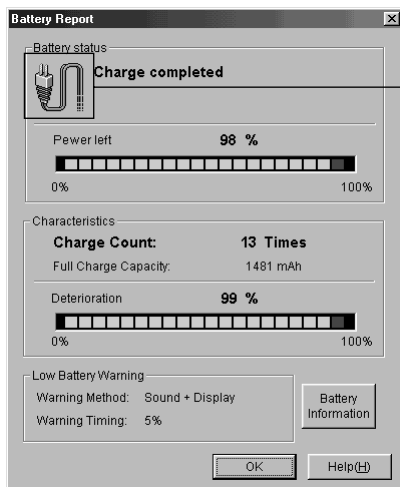 Battery Report
Battery status
Charge completed
Pewer left 98 %
0% 100%
Characteristics
Charge Count: 13 Times
Full Charge Capacity: 1481 mAh
Deterioration 99 %
0% 100%
Low Battery Warning
Warning Method: Sound + Display
Warning Timing: 5%
Battery
Information
OK Help(H)